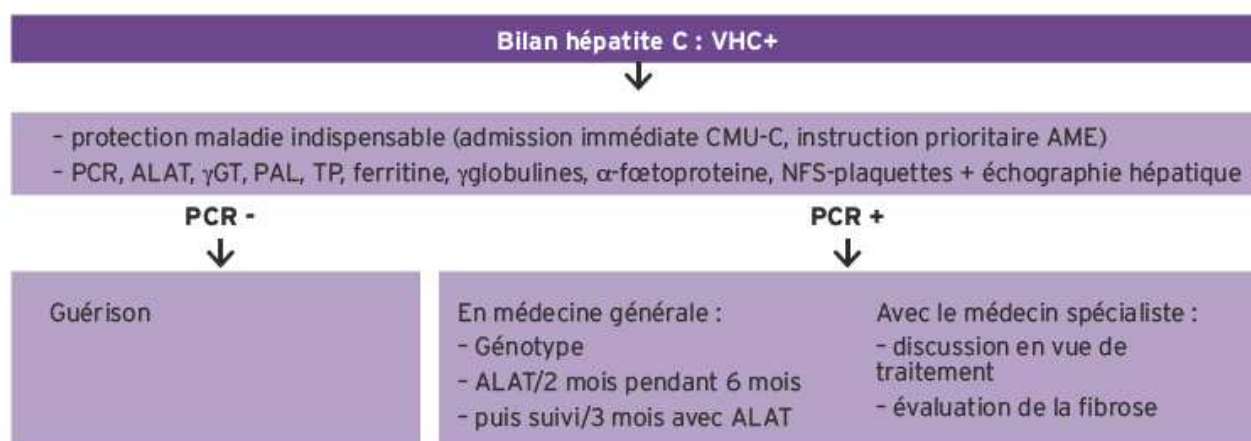 Bilan hépatite C : VHC+
– protection maladie indispensable (admission immédiate CMU-C, instruction prioritaire AME)
– PCR, ALAT, γGT, PAL, TP, ferritine, γglobulines, α-fœtoproteine, NFS-plaquettes + échographie hépatique
PCR -
PCR +
Guérison
En médecine générale :
– Génotype
– ALAT/2 mois pendant 6 mois
– puis suivi/3 mois avec ALAT
Avec le médecin spécialiste :
– discussion en vue de
traitement
– évaluation de la fibrose